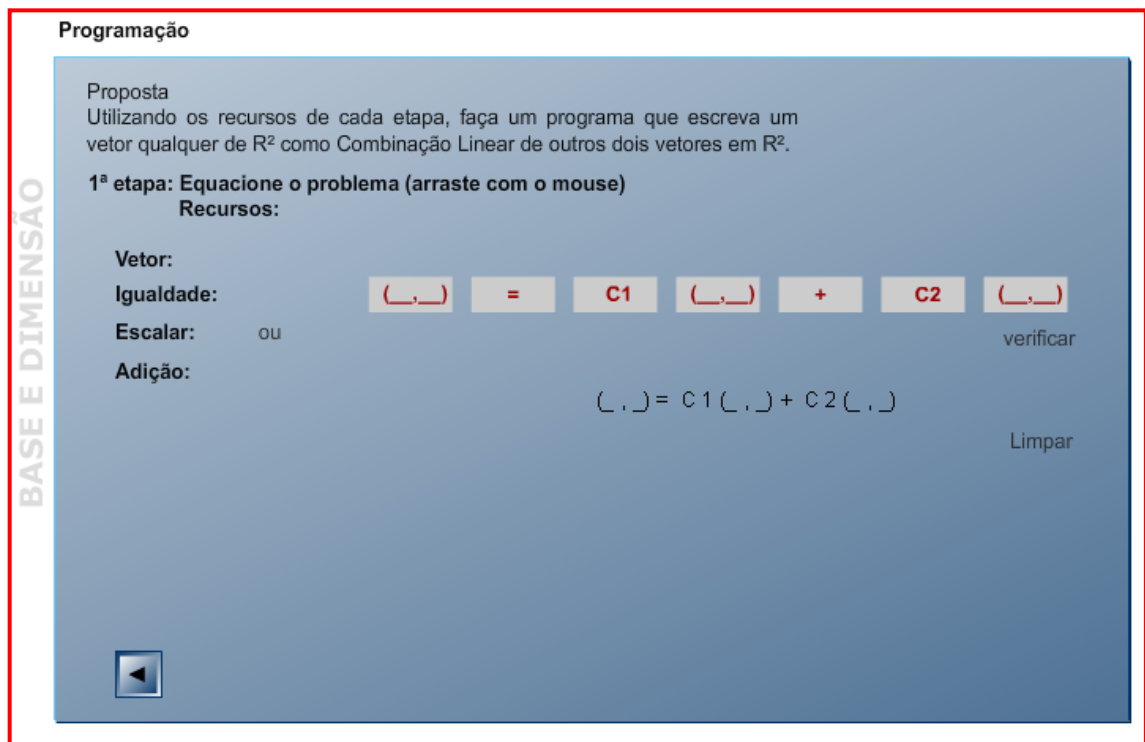 Programação
BASE E DIMENSÃO
Proposta
Utilizando os recursos de cada etapa, faça um programa que escreva um
vetor qualquer de R² como Combinação Linear de outros dois vetores em R².
1ª etapa: Equacione o problema (arraste com o mouse)
Recursos:
Vetor:
Igualdade: (__,__) = C1 (__,__) + C2 (__,__)
Escalar: ou
verificar
Adição:
(_ , _) = C 1 (_ , _) + C 2 (_ , _)
Limpar